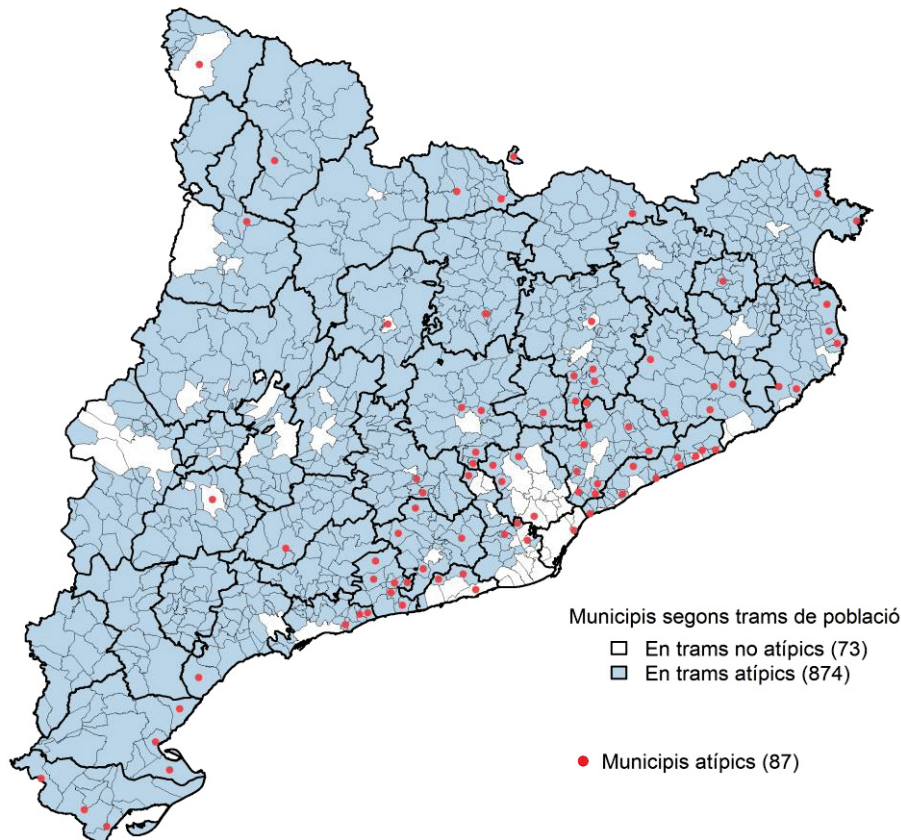 Municipis segons trams de població
En trams no atípics (73)
En trams atípics (874)
Municipis atípics (87)